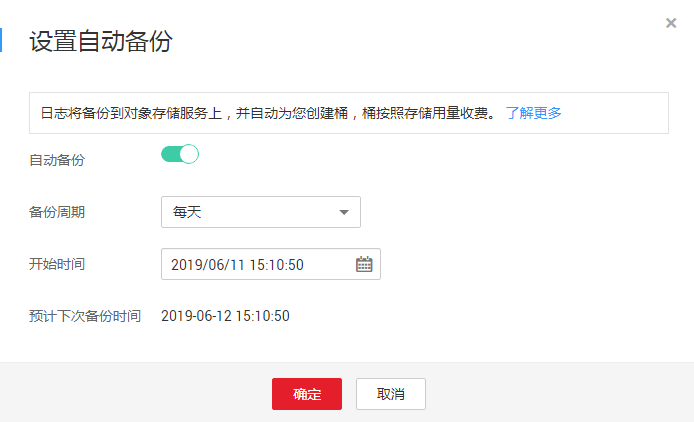 设置自动备份
日志将备份到对象存储服务上，并自动为您创建桶，桶按照存储用量收费。 了解更多
自动备份
备份周期 每天
开始时间 2019/06/11 15:10:50
预计下次备份时间 2019-06-12 15:10:50
确定 取消